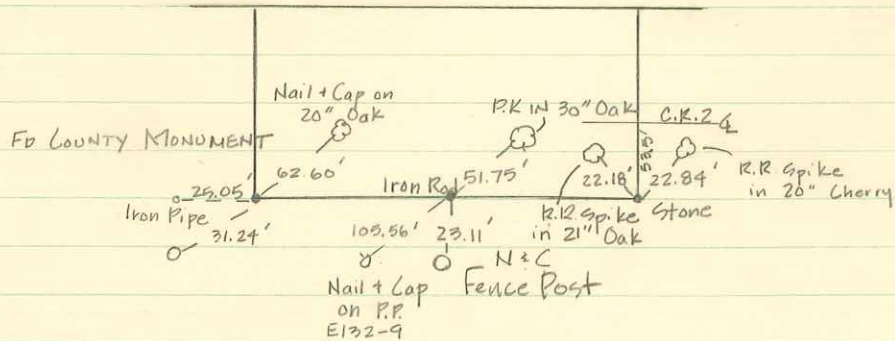 Nail + Cap on
20" Oak
P.K IN 30" Oak
C.R.2 ℄
FD COUNTY MONUMENT
53.5'
R.R. Spike
in 20" Cherry
25.05'
62.60'
Iron Rod
51.75'
22.18'
22.84'
Iron Pipe
31.24'
105.56'
23.11'
R.R. Spike
in 21" Oak
Stone
N & C
Fence Post
Nail + Cap
on P.P.
E132-9